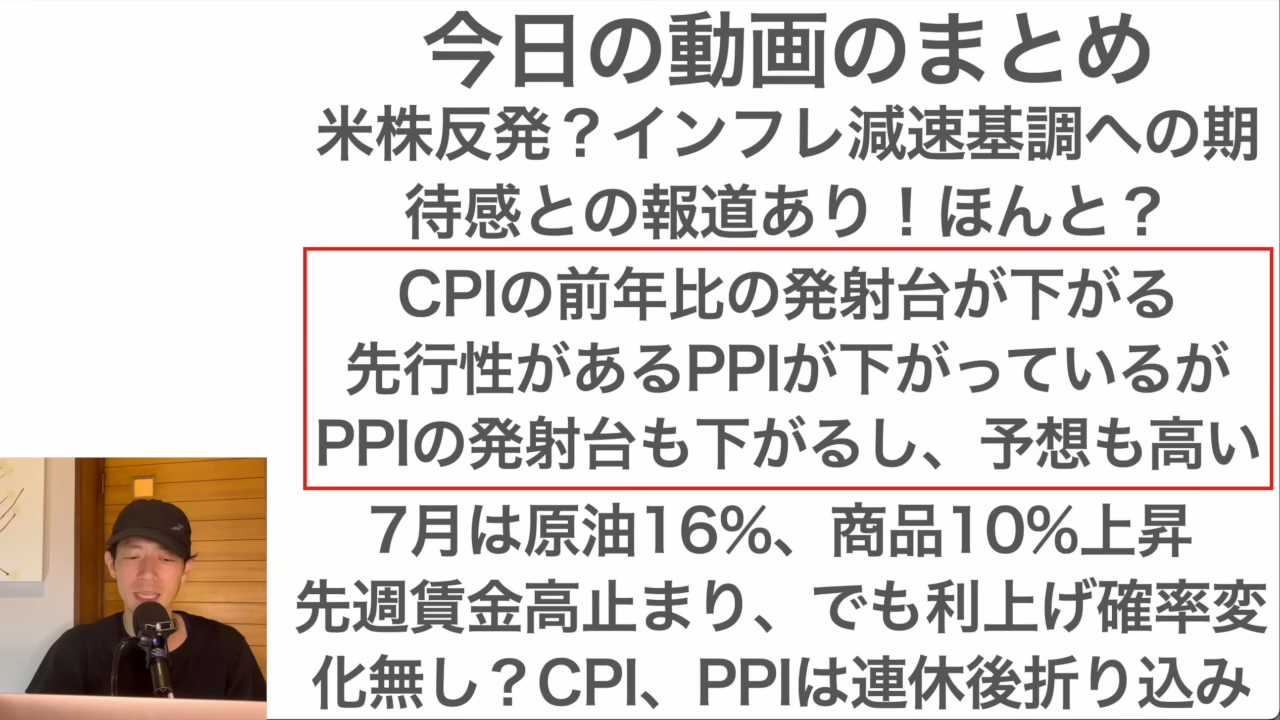 今日の動画のまとめ
米株反発？インフレ減速基調への期
待感との報道あり！ほんと？
CPIの前年比の発射台が下がる
先行性があるPPIが下がっているが
PPIの発射台も下がるし、予想も高い
7月は原油16%、商品10%上昇
先週賃金高止まり、でも利上げ確率変
化無し？CPI、PPIは連休後折り込み